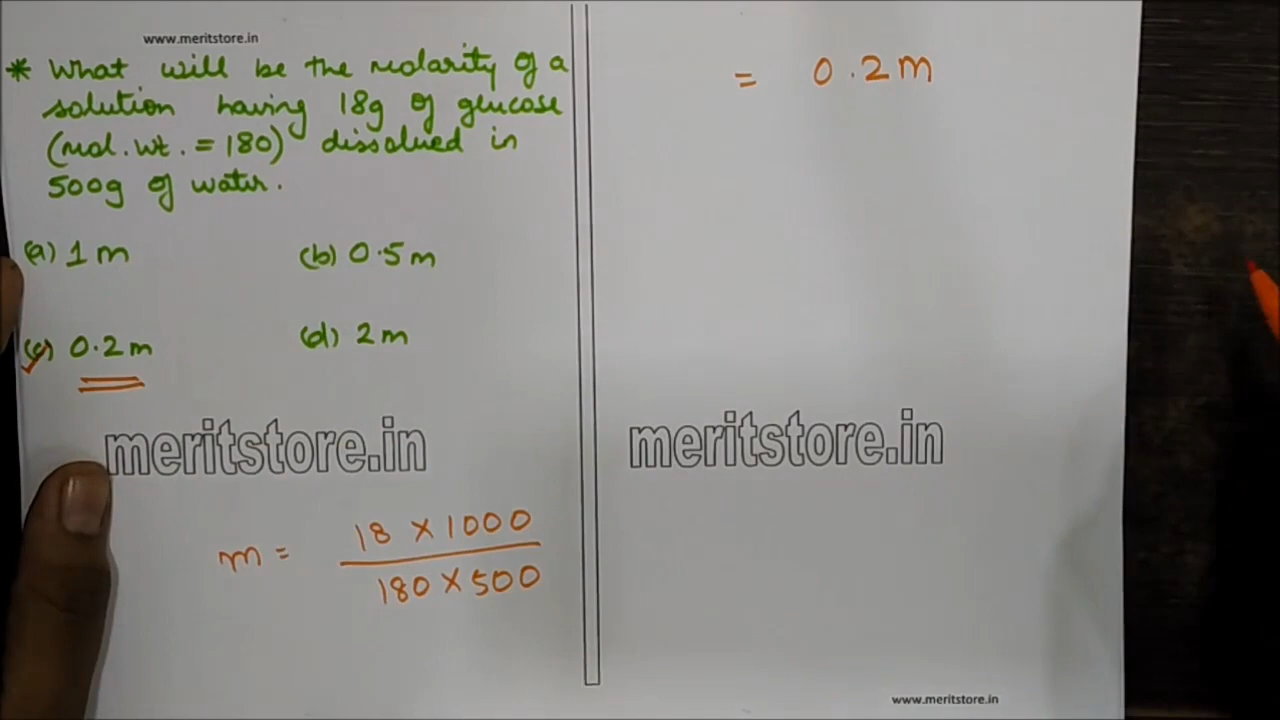 www.meritstore.in
* What will be the molarity of a
solution having 18g of glucose
(mol. wt. = 180) dissolved in
500g of water.
(a) 1 m
(b) 0.5 m
(c) 0.2 m
(d) 2 m
meritstore.in
m = 18 × 1000
180 × 500
= 0.2 m
meritstore.in
www.meritstore.in